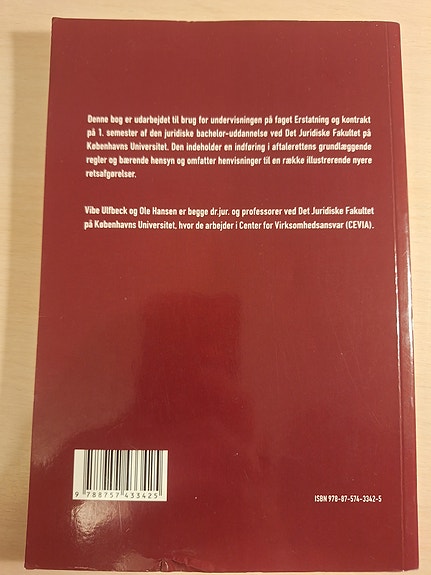 Denne bog er udarbejdet til brug for undervisningen på faget Erstatning og kontrakt
på 1. semester af den juridiske bachelor-uddannelse ved Det Juridiske Fakultet på
Københavns Universitet. Den indeholder en indføring i aftalerettens grundlæggende
regler og bærende hensyn og omfatter henvisninger til en række illustrerende nyere
retsafgørelser.
Vibe Ulfbeck og Ole Hansen er begge dr.jur. og professorer ved Det Juridiske Fakultet
på Københavns Universitet, hvor de arbejder i Center for Virksomhedsansvar (CEVIA).
9 788757 433425
ISBN 978-87-574-3342-5